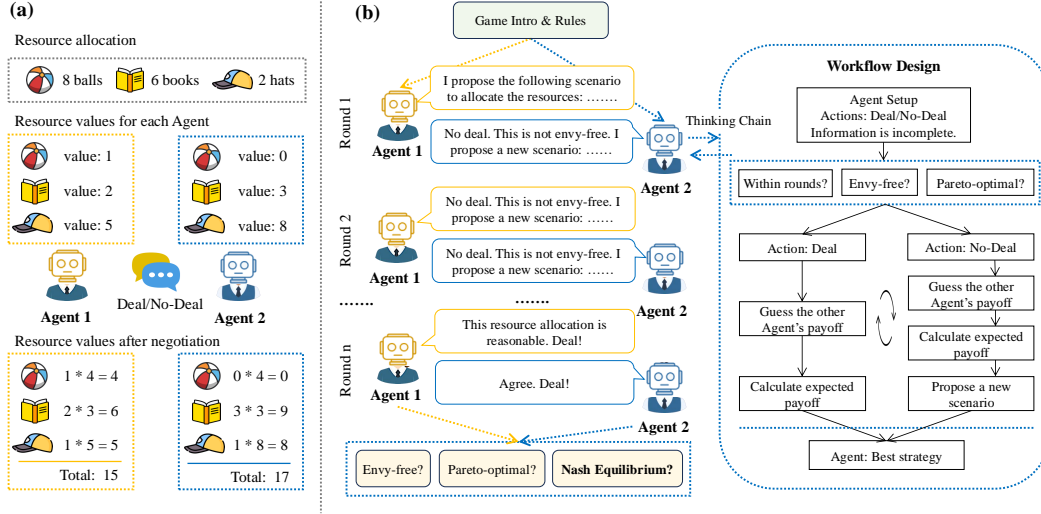 (a)
Resource allocation
8 balls 6 books 2 hats
Resource values for each Agent
value: 1
value: 2
value: 5
value: 0
value: 3
value: 8
Agent 1
Deal/No-Deal
Agent 2
Resource values after negotiation
1 * 4 = 4
2 * 3 = 6
1 * 5 = 5
Total: 15
0 * 4 = 0
3 * 3 = 9
1 * 8 = 8
Total: 17
(b)
Game Intro & Rules
Round 1
I propose the following scenario
to allocate the resources: ……
Agent 1
No deal. This is not envy-free. I
propose a new scenario: ……
Agent 2
Thinking Chain
Round 2
No deal. This is not envy-free. I
propose a new scenario: ……
Agent 1
No deal. This is not envy-free. I
propose a new scenario: ……
Agent 2
.......
.......
Round n
This resource allocation is
reasonable. Deal!
Agent 1
Agree. Deal!
Agent 2
Envy-free?
Pareto-optimal?
Nash Equilibrium?
Workflow Design
Agent Setup
Actions: Deal/No-Deal
Information is incomplete.
Within rounds?
Envy-free?
Pareto-optimal?
Action: Deal
Guess the other
Agent's payoff
Calculate expected
payoff
Action: No-Deal
Guess the other
Agent's payoff
Calculate expected
payoff
Propose a new
scenario
Agent: Best strategy